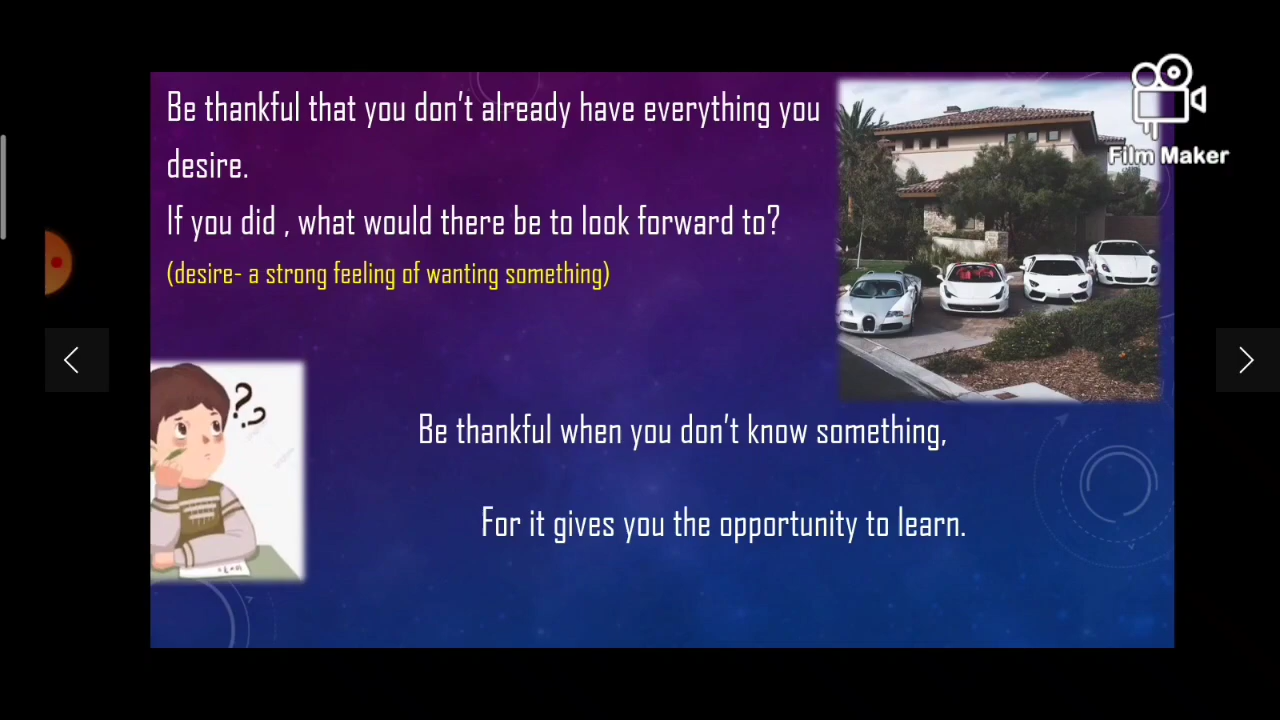 Be thankful that you don't already have everything you
desire.
If you did , what would there be to look forward to?
(desire- a strong feeling of wanting something)
Film Maker
??
Be thankful when you don't know something,
For it gives you the opportunity to learn.